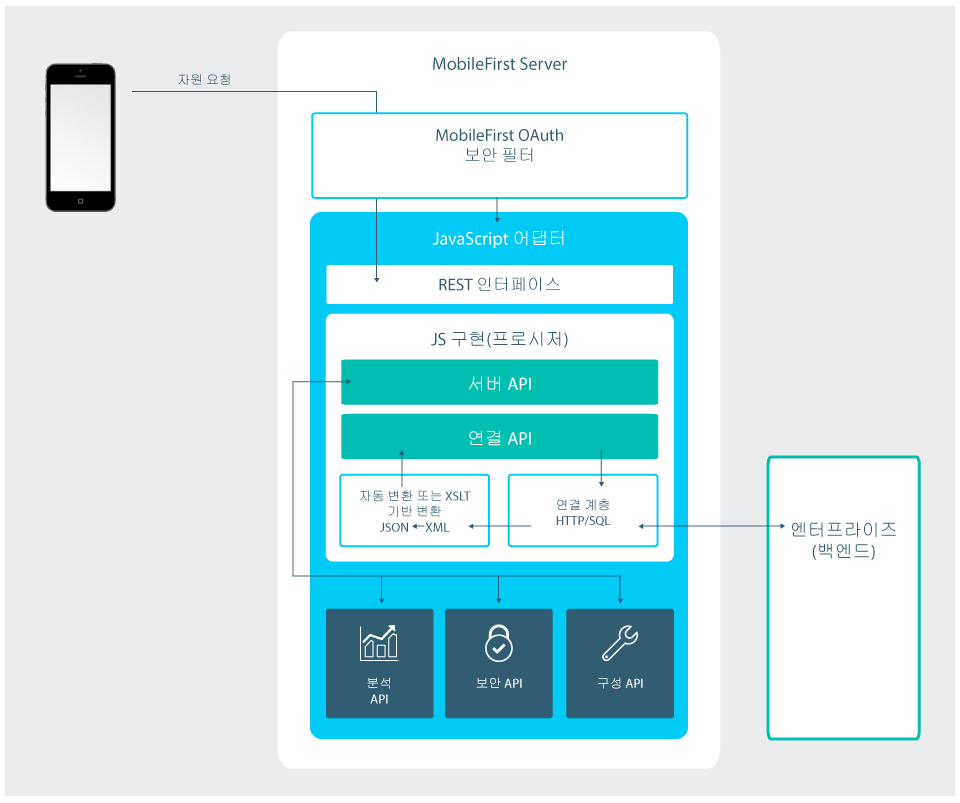 MobileFirst Server
자원 요청
MobileFirst OAuth
보안 필터
JavaScript 어댑터
REST 인터페이스
JS 구현(프로시저)
서버 API
연결 API
자동 변환 또는 XSLT
기반 변환
JSON ← XML
연결 계층
HTTP/SQL
엔터프라이즈
(백엔드)
분석
API
보안 API
구성 API